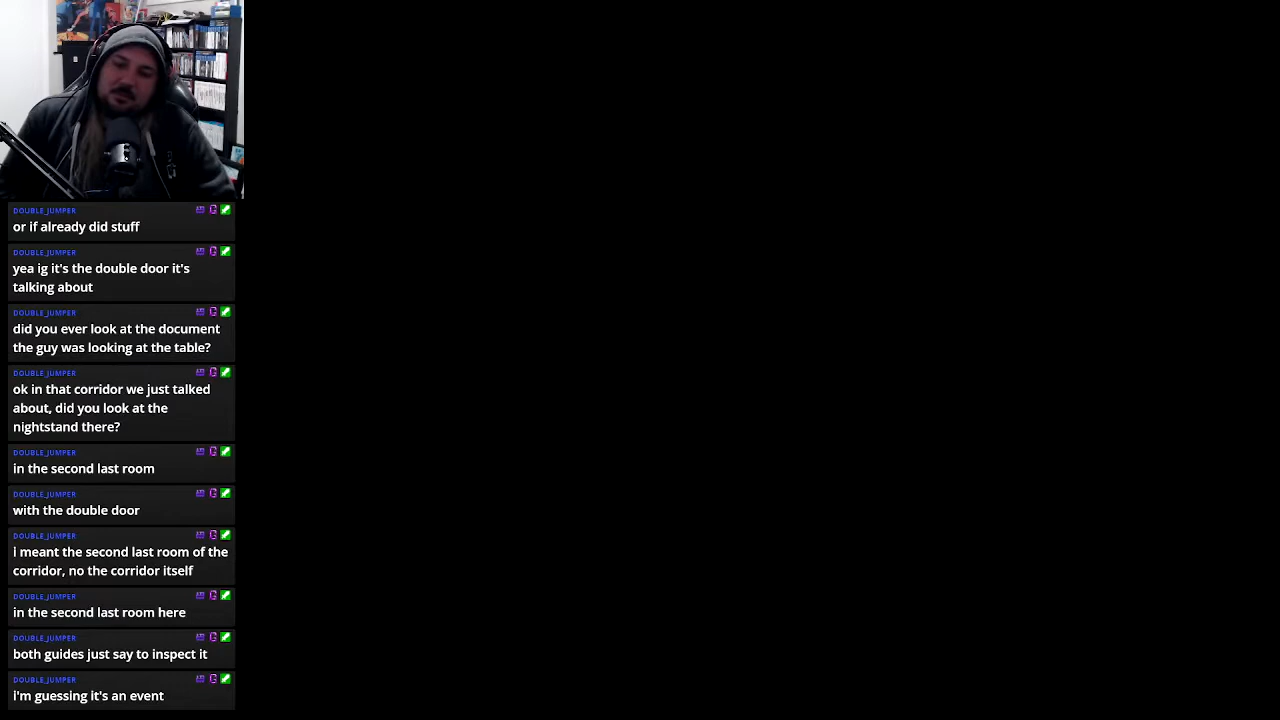 DOUBLE_JUMPER
or if already did stuff
DOUBLE_JUMPER
yea ig it's the double door it's
talking about
DOUBLE_JUMPER
did you ever look at the document
the guy was looking at the table?
DOUBLE_JUMPER
ok in that corridor we just talked
about, did you look at the
nightstand there?
DOUBLE_JUMPER
in the second last room
DOUBLE_JUMPER
with the double door
DOUBLE_JUMPER
i meant the second last room of the
corridor, no the corridor itself
DOUBLE_JUMPER
in the second last room here
DOUBLE_JUMPER
both guides just say to inspect it
DOUBLE_JUMPER
i'm guessing it's an event